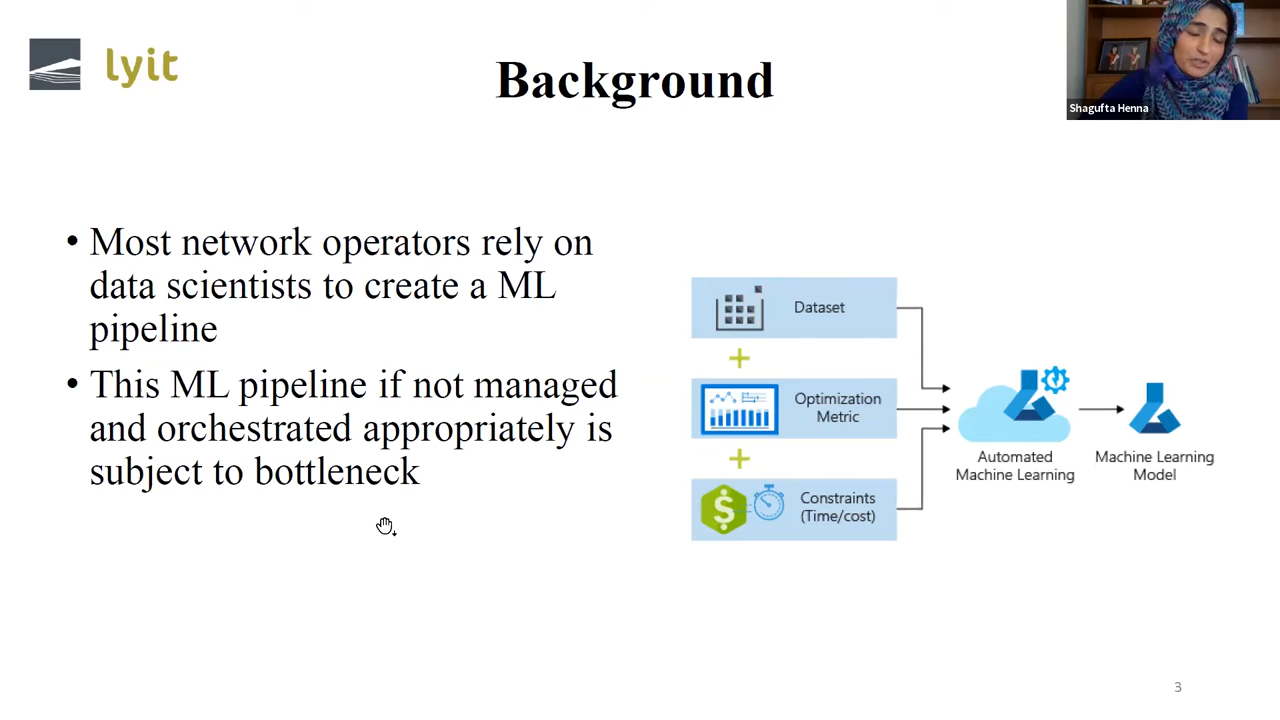 lyit
Background
Shagufta Henna
• Most network operators rely on
data scientists to create a ML
pipeline
• This ML pipeline if not managed
and orchestrated appropriately is
subject to bottleneck
Dataset
+
Optimization
Metric
+
Constraints
(Time/cost)
$
Automated
Machine Learning
Machine Learning
Model
3